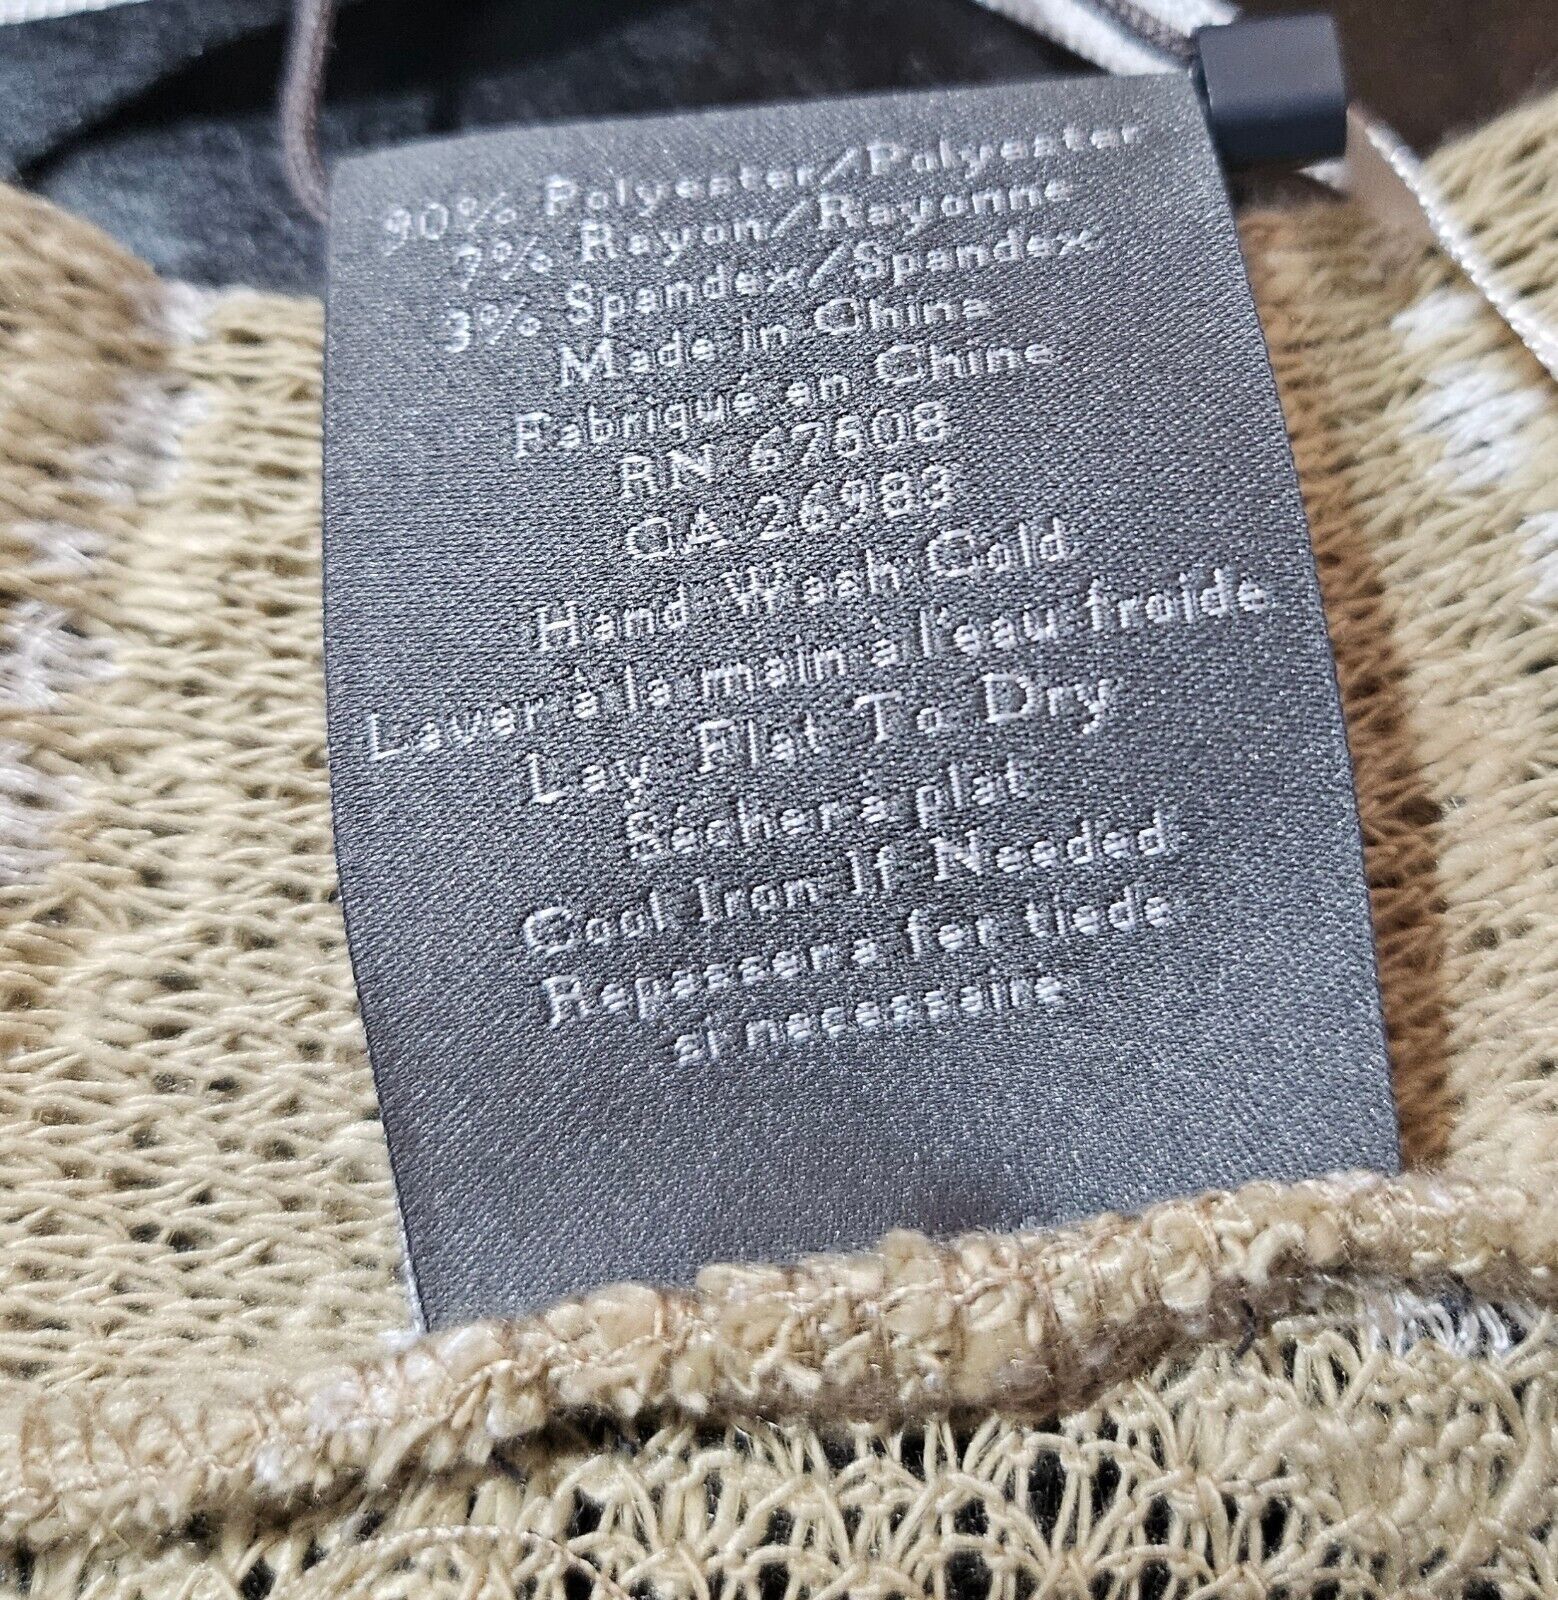 90% Polyester/Polyester
7% Rayon/Rayonne
3% Spandex/Spandex
Made in China
Fabriqué en Chine
RN 67508
CA 26983
Hand Wash Cold
Laver à la main à l'eau froide
Lay Flat To Dry
Sécher à plat
Cool Iron If Needed
Repasser a fer tiede
si necessaire